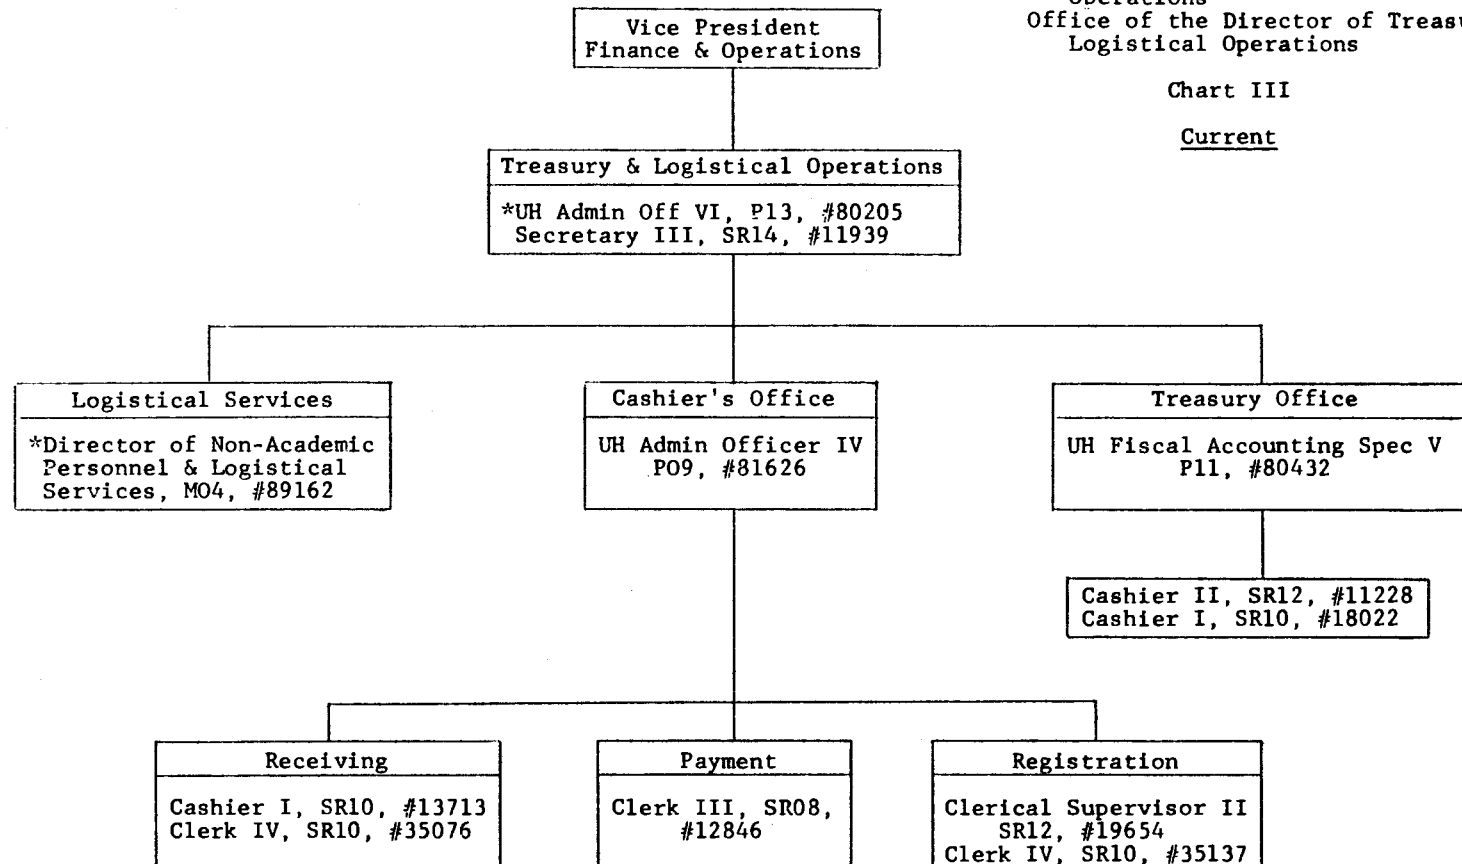 Operations
Office of the Director of
Logistical Operations
Chart III
Current
Vice President
Finance & Operations
Treasury & Logistical Operations
*UH Admin Off VI, P13, #80205
Secretary III, SR14, #11939
Logistical Services
*Director of Non-Academic
Personnel & Logistical
Services, M04, #89162
Cashier's Office
UH Admin Officer IV
P09, #81626
Treasury Office
UH Fiscal Accounting Spec V
P11, #80432
Cashier II, SR12, #11228
Cashier I, SR10, #18022
Receiving
Cashier I, SR10, #13713
Clerk IV, SR10, #35076
Payment
Clerk III, SR08,
#12846
Registration
Clerical Supervisor II
SR12, #19654
Clerk IV, SR10, #35137